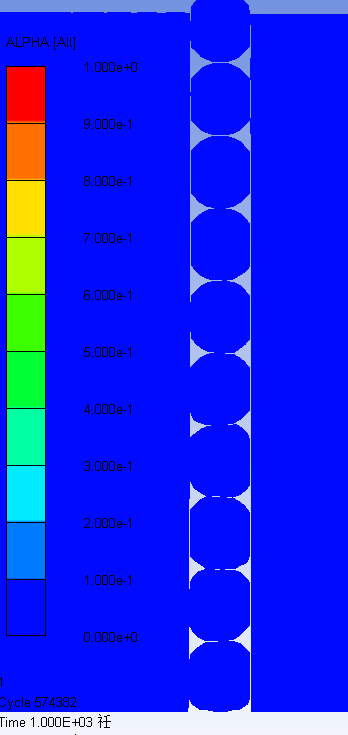 ALPHA [All]
1.000e+0
9.000e-1
8.000e-1
7.000e-1
6.000e-1
5.000e-1
4.000e-1
3.000e-1
2.000e-1
1.000e-1
0.000e+0
Cycle 574392
Time 1.000E+03 祍